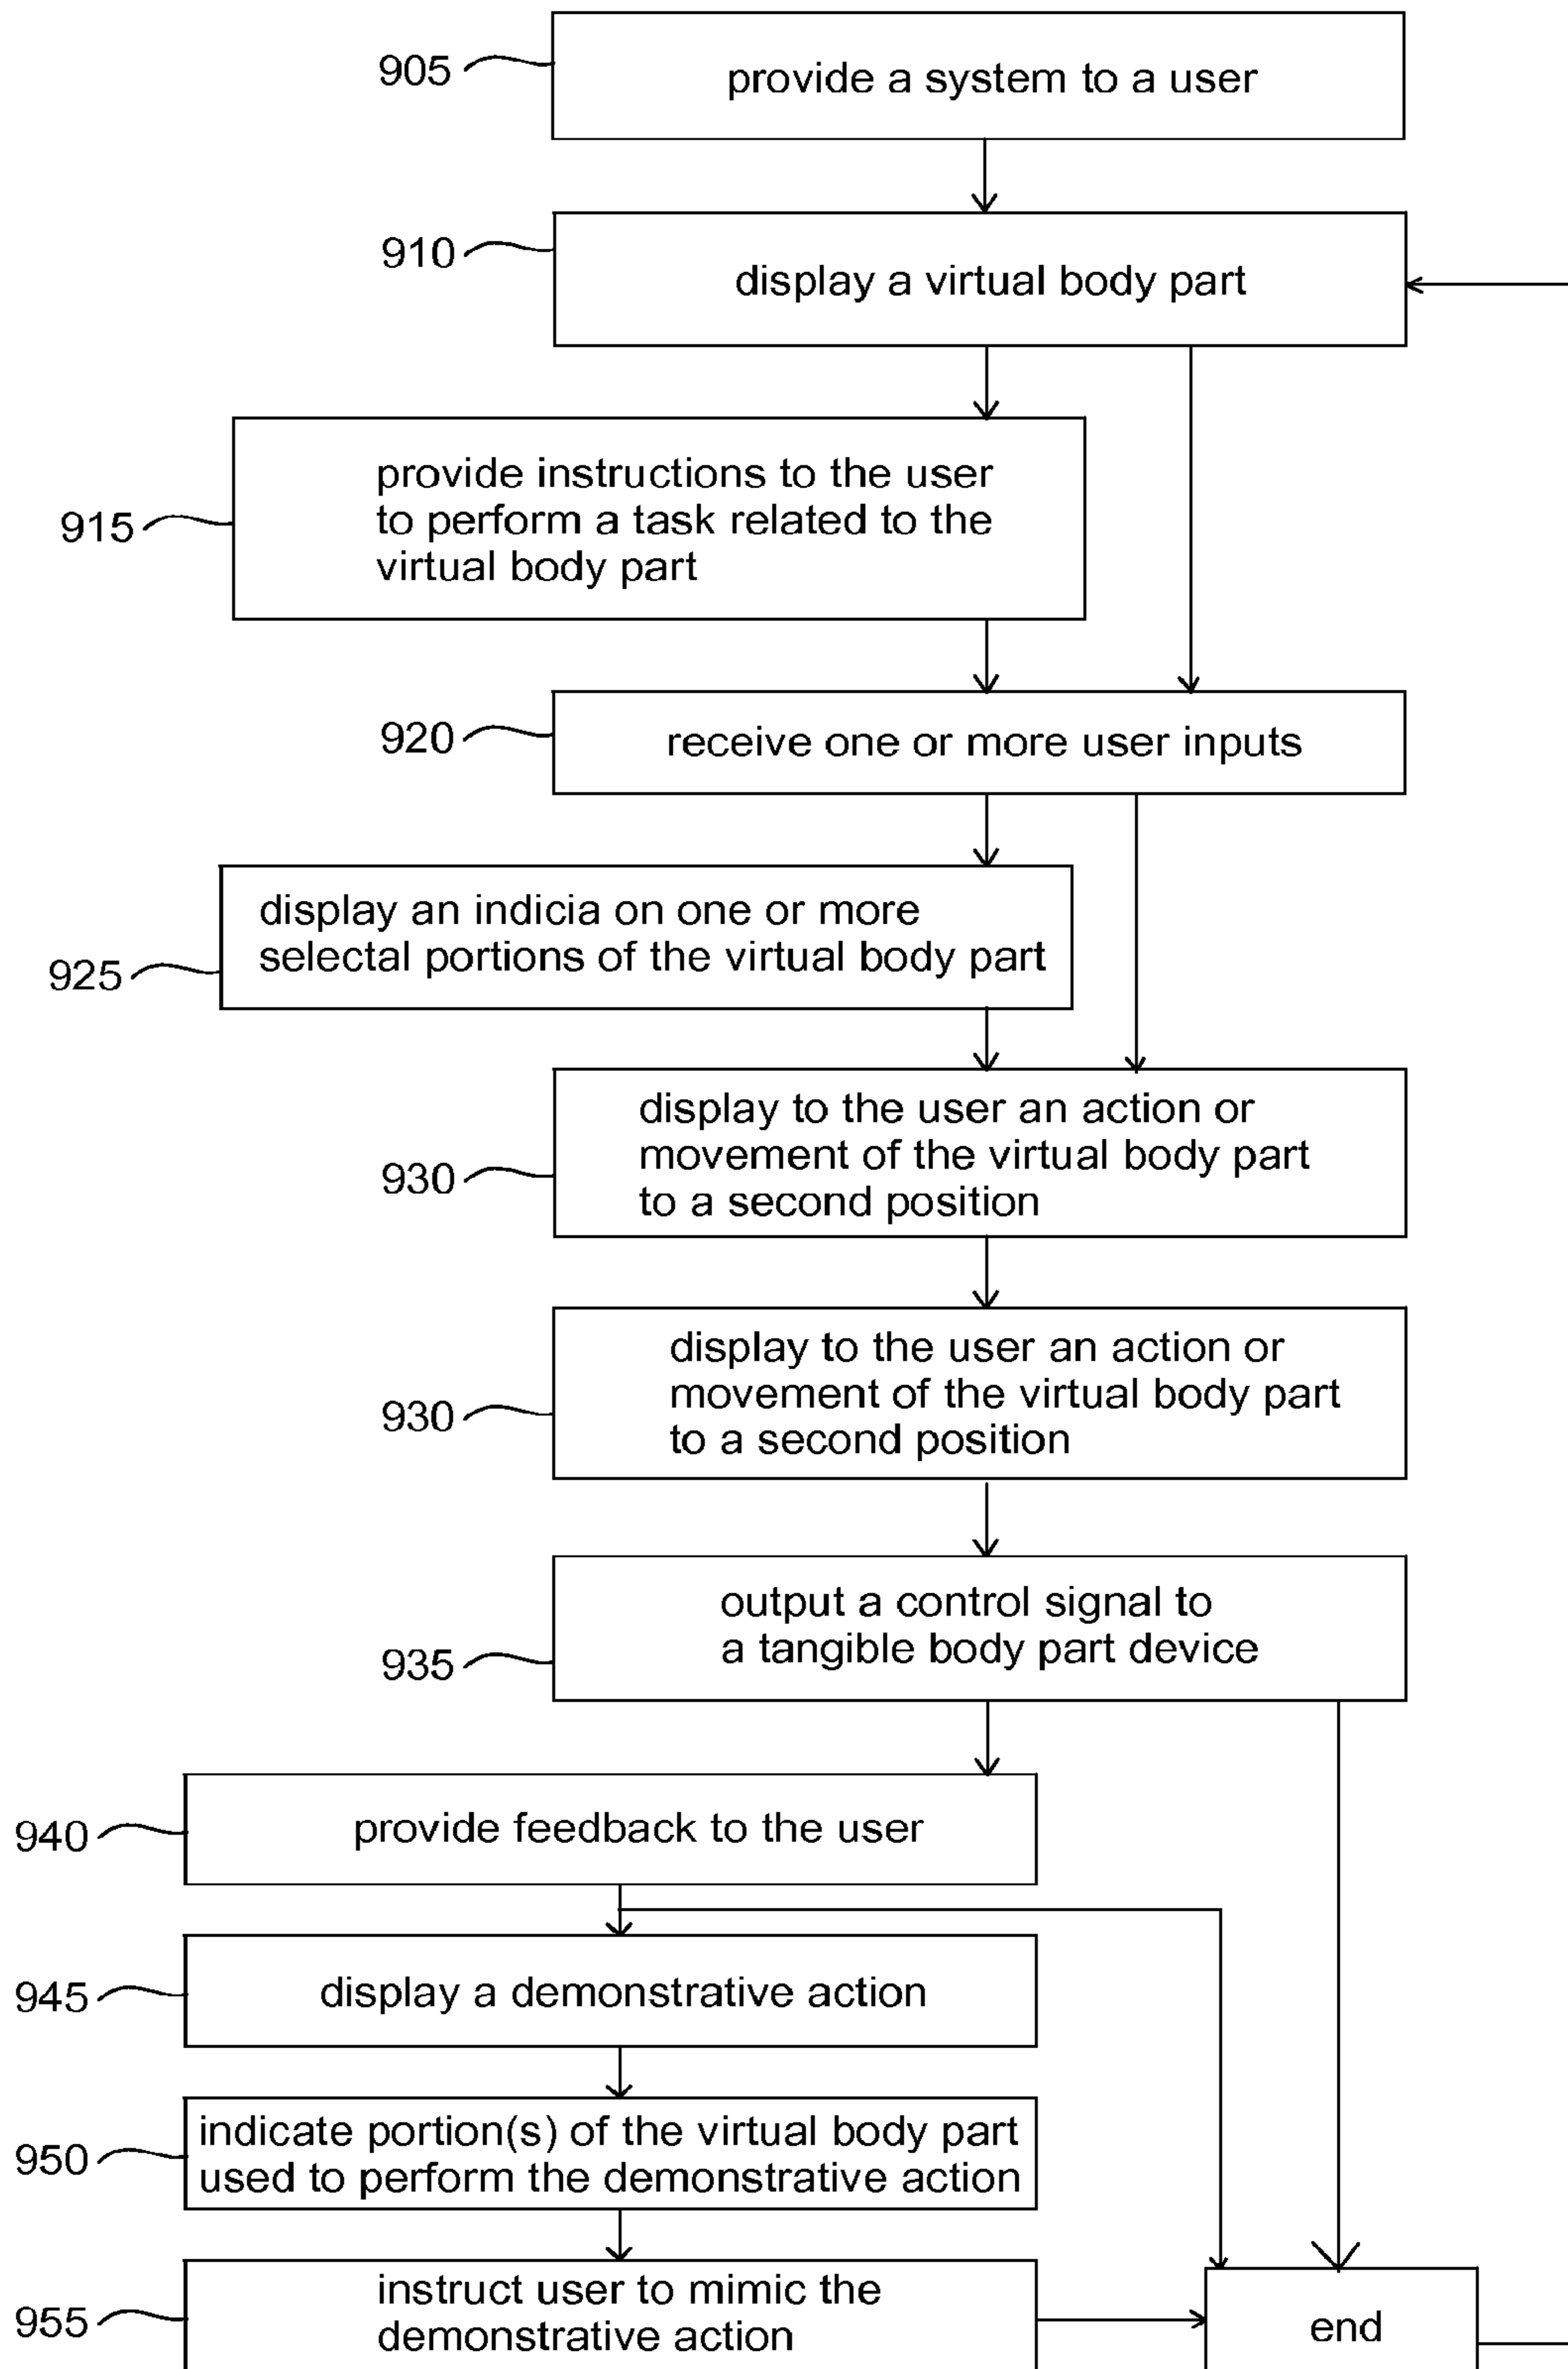 905
provide a system to a user
910
display a virtual body part
915
provide instructions to the user
to perform a task related to the
virtual body part
920
receive one or more user inputs
925
display an indicia on one or more
selectal portions of the virtual body part
930
display to the user an action or
movement of the virtual body part
to a second position
930
display to the user an action or
movement of the virtual body part
to a second position
935
output a control signal to
a tangible body part device
940
provide feedback to the user
945
display a demonstrative action
950
indicate portion(s) of the virtual body part
used to perform the demonstrative action
955
instruct user to mimic the
demonstrative action
end